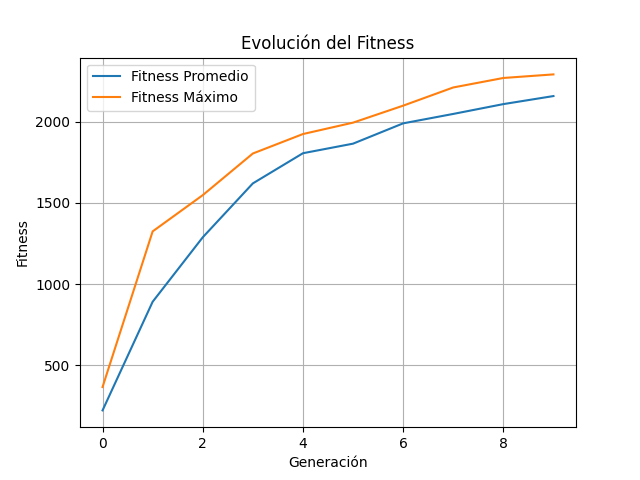 Evolución del Fitness
Fitness Promedio
Fitness Máximo
Fitness
2000
1500
1000
500
0 2 4 6 8
Generación